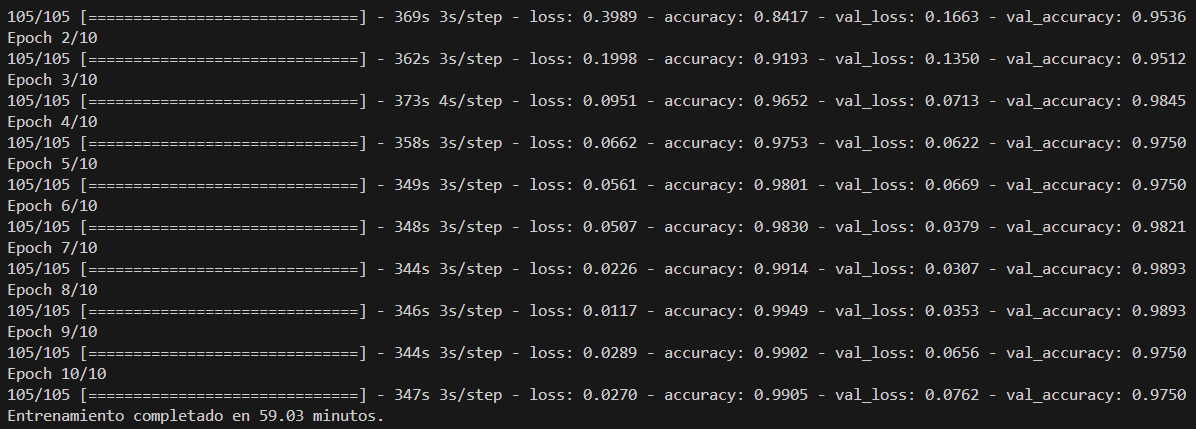 105/105 [==============================] - 369s 3s/step - loss: 0.3989 - accuracy: 0.8417 - val_loss: 0.1663 - val_accuracy: 0.9536
Epoch 2/10
105/105 [==============================] - 362s 3s/step - loss: 0.1998 - accuracy: 0.9193 - val_loss: 0.1350 - val_accuracy: 0.9512
Epoch 3/10
105/105 [==============================] - 373s 4s/step - loss: 0.0951 - accuracy: 0.9652 - val_loss: 0.0713 - val_accuracy: 0.9845
Epoch 4/10
105/105 [==============================] - 358s 3s/step - loss: 0.0662 - accuracy: 0.9753 - val_loss: 0.0622 - val_accuracy: 0.9750
Epoch 5/10
105/105 [==============================] - 349s 3s/step - loss: 0.0561 - accuracy: 0.9801 - val_loss: 0.0669 - val_accuracy: 0.9750
Epoch 6/10
105/105 [==============================] - 348s 3s/step - loss: 0.0507 - accuracy: 0.9830 - val_loss: 0.0379 - val_accuracy: 0.9821
Epoch 7/10
105/105 [==============================] - 344s 3s/step - loss: 0.0226 - accuracy: 0.9914 - val_loss: 0.0307 - val_accuracy: 0.9893
Epoch 8/10
105/105 [==============================] - 346s 3s/step - loss: 0.0117 - accuracy: 0.9949 - val_loss: 0.0353 - val_accuracy: 0.9893
Epoch 9/10
105/105 [==============================] - 344s 3s/step - loss: 0.0289 - accuracy: 0.9902 - val_loss: 0.0656 - val_accuracy: 0.9750
Epoch 10/10
105/105 [==============================] - 347s 3s/step - loss: 0.0270 - accuracy: 0.9905 - val_loss: 0.0762 - val_accuracy: 0.9750
Entrenamiento completado en 59.03 minutos.